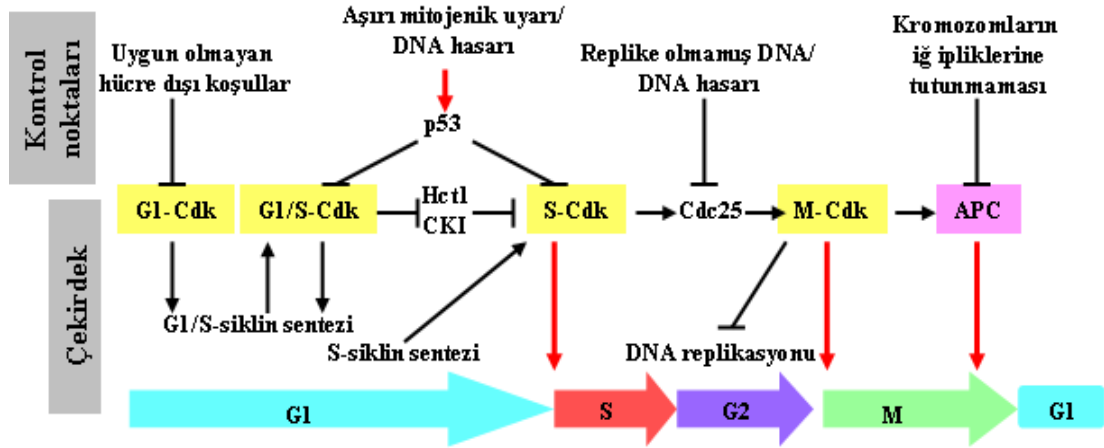 Kontrol
noktaları
Uygun olmayan
hücre dışı koşullar
Aşırı mitojenik uyarı/
DNA hasarı
p53
Replike olmamış DNA/
DNA hasarı
Kromozomların
iğ ipliklerine
tutunmaması
Çekirdek
G1-Cdk
G1/S-Cdk
Hctl
CKI
S-Cdk
Cdc25
M-Cdk
APC
G1/S-siklin sentezi
S-siklin sentezi
DNA replikasyonu
G1
S
G2
M
G1